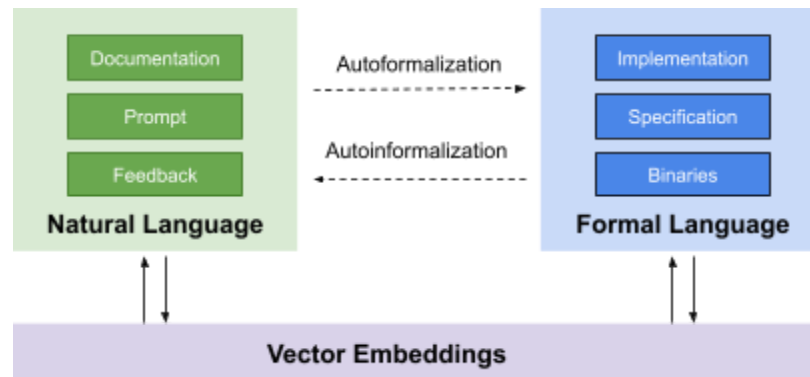 Documentation
Prompt
Feedback
Natural Language
Autoformalization
Autoinformalization
Implementation
Specification
Binaries
Formal Language
Vector Embeddings